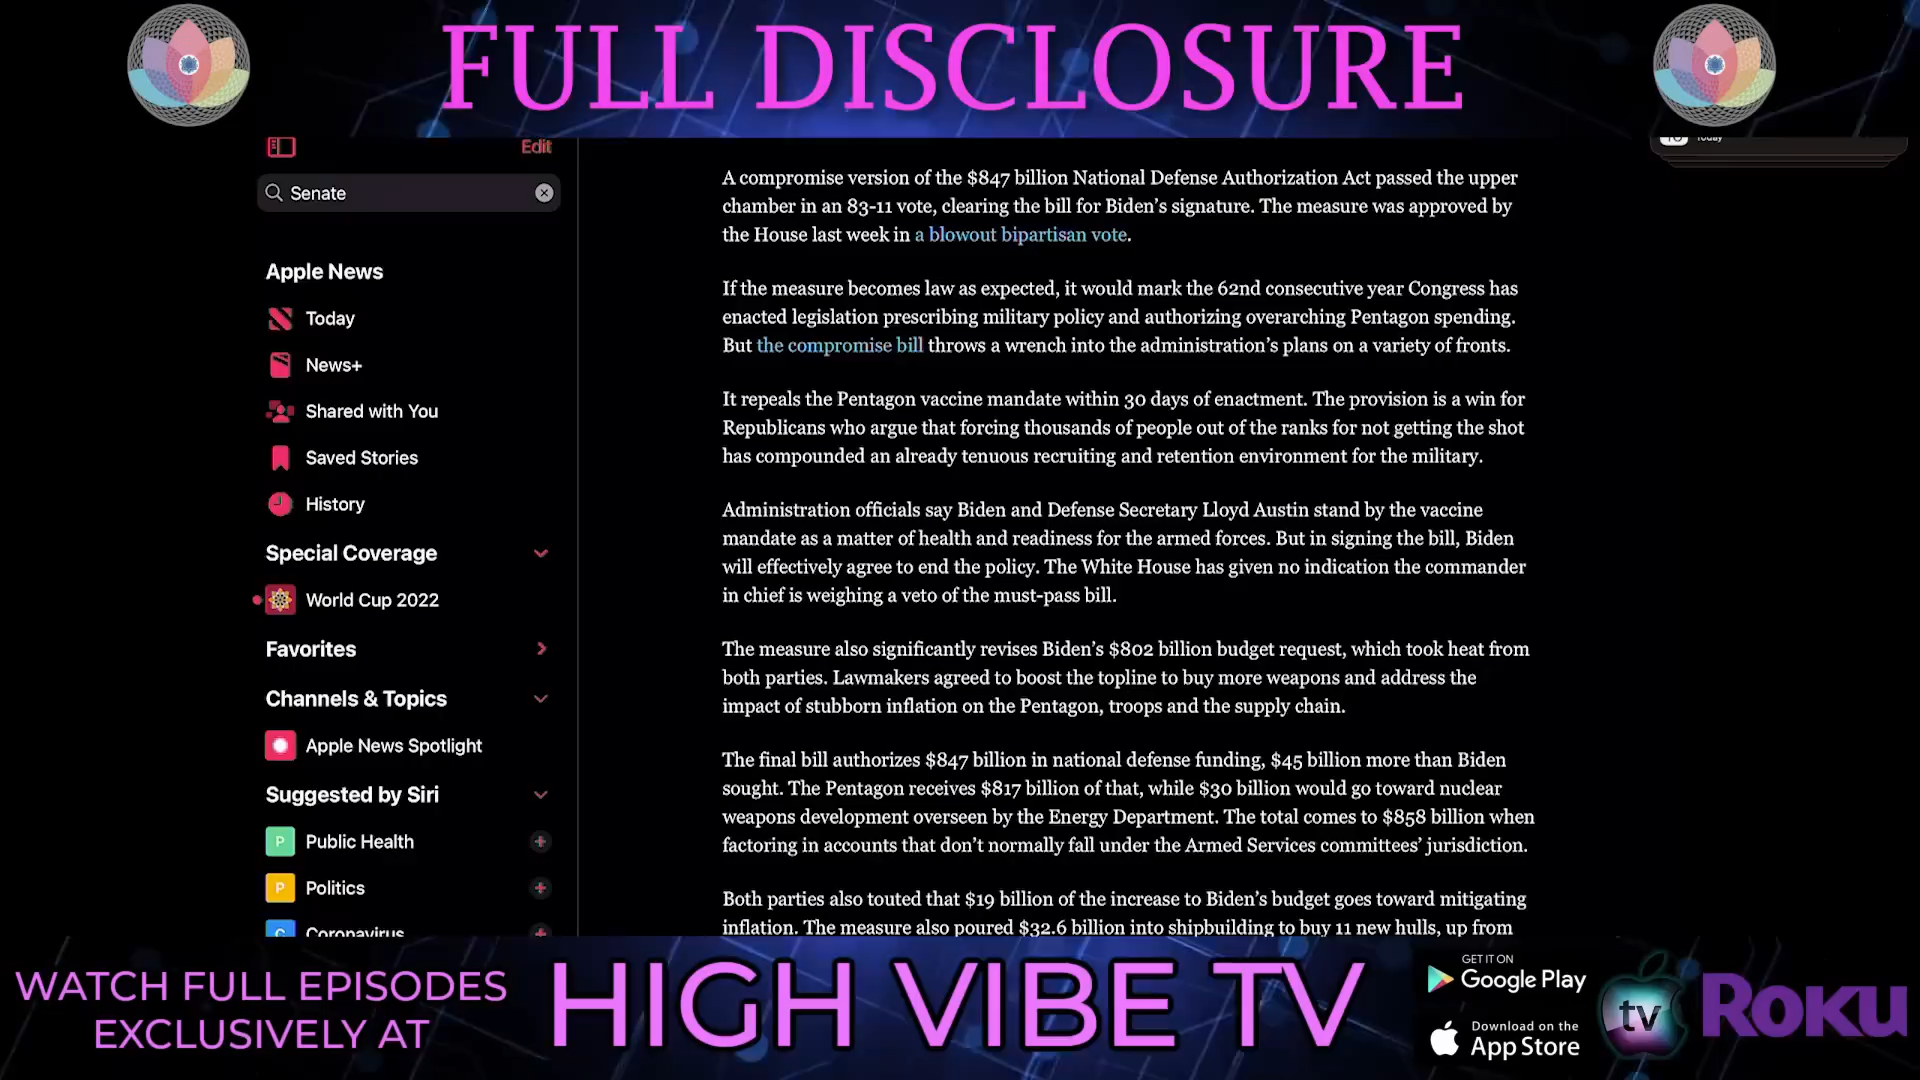 FULL DISCLOSURE
Today
Edit
Senate
Apple News
Today
News+
Shared with You
Saved Stories
History
Special Coverage
World Cup 2022
Favorites
Channels & Topics
Apple News Spotlight
Suggested by Siri
P Public Health
P Politics
C Coronavirus
A compromise version of the $847 billion National Defense Authorization Act passed the upper
chamber in an 83-11 vote, clearing the bill for Biden’s signature. The measure was approved by
the House last week in a blowout bipartisan vote.
If the measure becomes law as expected, it would mark the 62nd consecutive year Congress has
enacted legislation prescribing military policy and authorizing overarching Pentagon spending.
But the compromise bill throws a wrench into the administration’s plans on a variety of fronts.
It repeals the Pentagon vaccine mandate within 30 days of enactment. The provision is a win for
Republicans who argue that forcing thousands of people out of the ranks for not getting the shot
has compounded an already tenuous recruiting and retention environment for the military.
Administration officials say Biden and Defense Secretary Lloyd Austin stand by the vaccine
mandate as a matter of health and readiness for the armed forces. But in signing the bill, Biden
will effectively agree to end the policy. The White House has given no indication the commander
in chief is weighing a veto of the must-pass bill.
The measure also significantly revises Biden’s $802 billion budget request, which took heat from
both parties. Lawmakers agreed to boost the topline to buy more weapons and address the
impact of stubborn inflation on the Pentagon, troops and the supply chain.
The final bill authorizes $847 billion in national defense funding, $45 billion more than Biden
sought. The Pentagon receives $817 billion of that, while $30 billion would go toward nuclear
weapons development overseen by the Energy Department. The total comes to $858 billion when
factoring in accounts that don’t normally fall under the Armed Services committees’ jurisdiction.
Both parties also touted that $19 billion of the increase to Biden’s budget goes toward mitigating
inflation. The measure also poured $32.6 billion into shipbuilding to buy 11 new hulls, up from
WATCH FULL EPISODES
EXCLUSIVELY AT
HIGH VIBE TV
GET IT ON
Google Play
Download on the
App Store
tv
ROKU